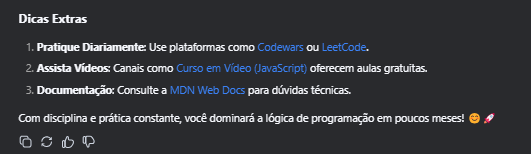 Dicas Extras
1. Pratique Diariamente: Use plataformas como Codewars ou LeetCode.
2. Assista Vídeos: Canais como Curso em Vídeo (JavaScript) oferecem aulas gratuitas.
3. Documentação: Consulte a MDN Web Docs para dúvidas técnicas.
Com disciplina e prática constante, você dominará a lógica de programação em poucos meses! 😊🚀